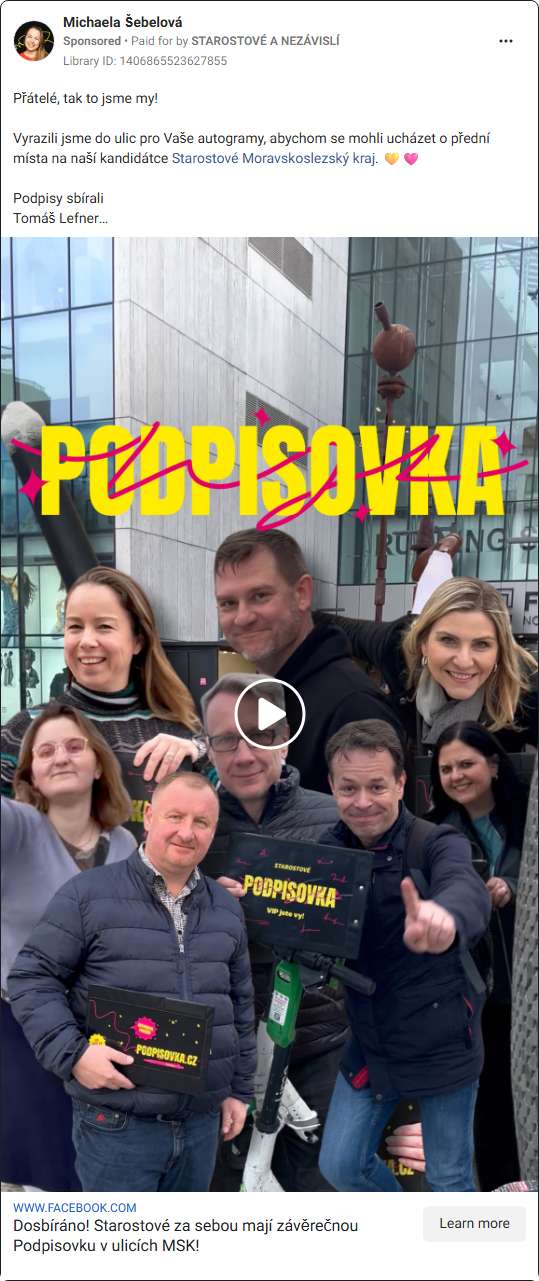 Michaela Šebelová
Sponsored • Paid for by STAROSTOVÉ A NEZÁVISLÍ
Library ID: 1406865523627855
Přátelé, tak to jsme my!
Vyrazili jsme do ulic pro Vaše autogramy, abychom se mohli ucházet o přední
místa na naší kandidátce Starostové Moravskoslezský kraj. 🧡 🩷
Podpisy sbírali
Tomáš Lefner...
PODPISOVKA
STAROSTOVÉ
PODPISOVKA
VIP jste vy!
PODPISOVKA.CZ
WWW.FACEBOOK.COM
Dosbíráno! Starostové za sebou mají závěrečnou
Podpisovku v ulicích MSK!
Learn more